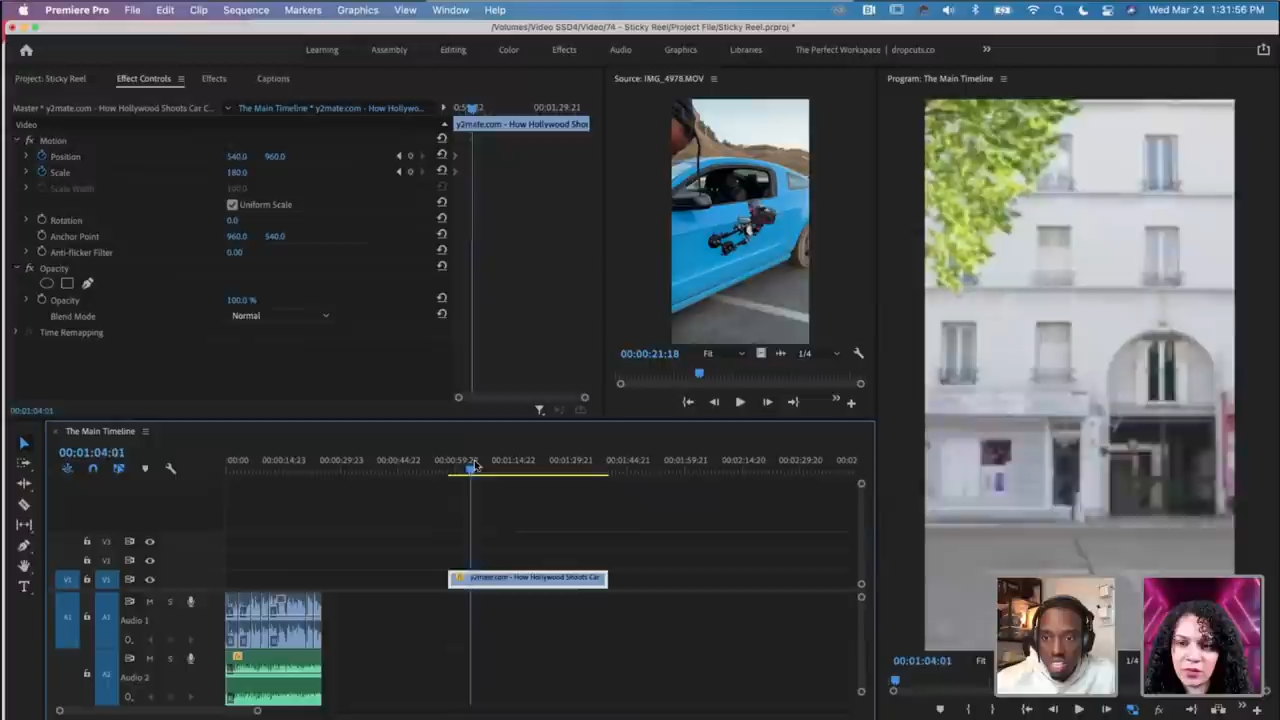 Premiere Pro File Edit Clip Sequence Markers Graphics View Window Help Wed Mar 24 1:31:56 PM
/Volumes/Video SSD4/Video/74 - Sticky Reel/Project File/Sticky Reel.prproj *
Learning Assembly Editing Color Effects Audio Graphics Libraries The Perfect Workspace | dropcuts.co
Project: Sticky Reel Effect Controls Effects Captions
Source: IMG_4978.MOV
Program: The Main Timeline
Master * y2mate.com - How Hollywood Shoots Car C... The Main Timeline * y2mate.com - How Hollywo... 00:01:29:21
Video y2mate.com - How Hollywood Shoo
fx Motion
Position 540.0 960.0
Scale 180.0
Scale Width 100.0
Uniform Scale
Rotation 0.0
Anchor Point 960.0 540.0
Anti-flicker Filter 0.00
fx Opacity
Opacity 100.0 %
Blend Mode Normal
Time Remapping
00:00:21:18 Fit 1/4
00:01:04:01
The Main Timeline
00:01:04:01
:00:00 00:00:14:23 00:00:29:23 00:00:44:22 00:00:59:22 00:01:14:22 00:01:29:21 00:01:44:21 00:01:59:21 00:02:14:20 00:02:29:20 00:02
V3
V2
V1 V1 y2mate.com - How Hollywood Shoots Car
A1 A1 M S
Audio 1
M S
A2 Audio 2
00:01:04:01 Fit 1/4